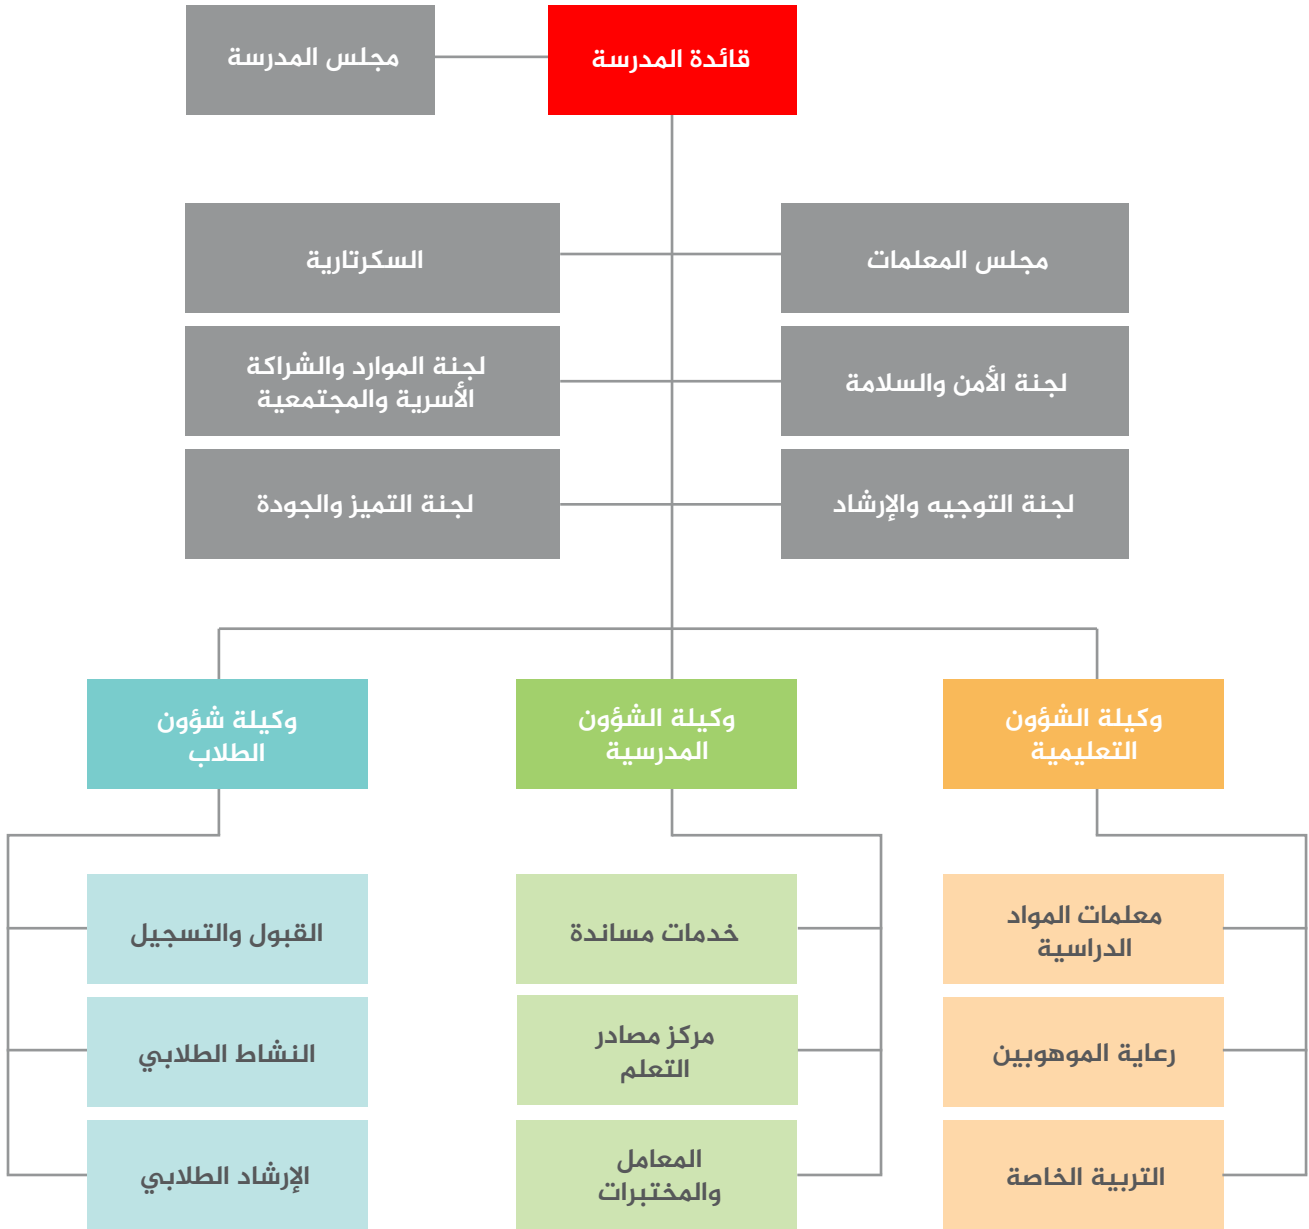 قائدة المدرسة
مجلس المدرسة
مجلس المعلمات
السكرتارية
لجنة الأمن والسلامة
لجنة الموارد والشراكة
الأسرية والمجتمعية
لجنة التوجيه والإرشاد
لجنة التميز والجودة
وكيلة الشؤون
التعليمية
وكيلة الشؤون
المدرسية
وكيلة شؤون
الطلاب
معلمات المواد
الدراسية
رعاية الموهوبين
التربية الخاصة
خدمات مساندة
مركز مصادر
التعلم
المعامل
والمختبرات
القبول والتسجيل
النشاط الطلابي
الإرشاد الطلابي